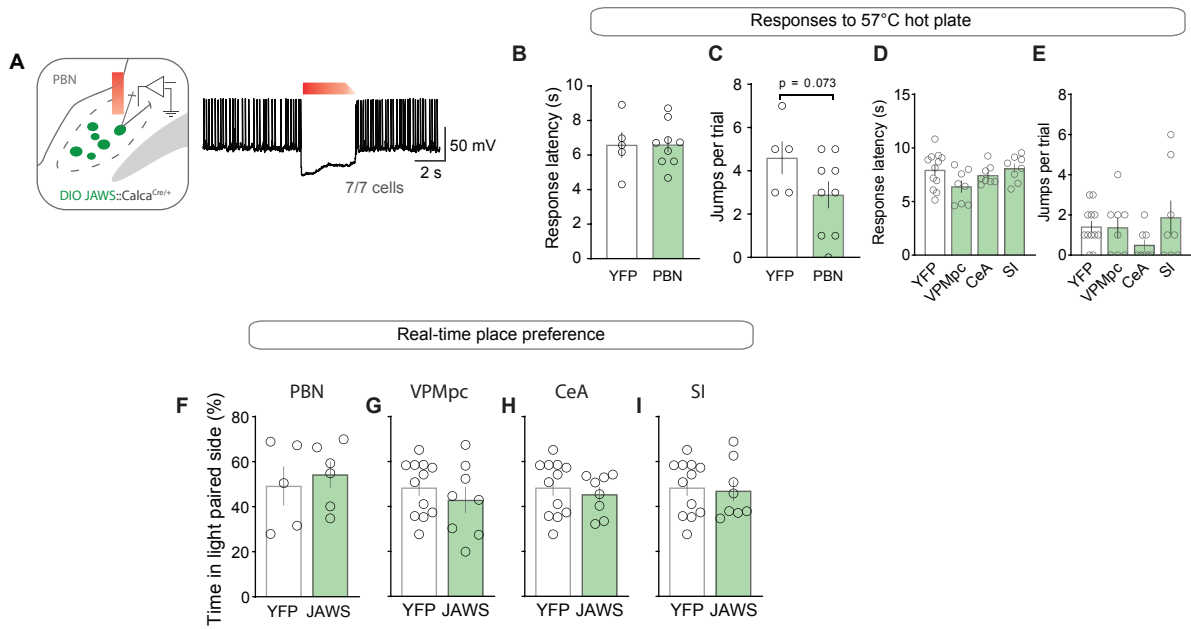 Responses to 57°C hot plate
A
PBN
DIO JAWS::Calca^Cre/+
50 mV
2 s
7/7 cells
B
Response latency (s)
10
8
6
4
2
0
YFP PBN
C
Jumps per trial
p = 0.073
8
6
4
2
0
YFP PBN
D
Response latency (s)
15
10
5
0
YFP VPMpc CeA SI
E
Jumps per trial
8
6
4
2
0
YFP VPMpc CeA SI
Real-time place preference
F
PBN
Time in light paired side (%)
80
60
40
20
0
YFP JAWS
G
VPMpc
YFP JAWS
H
CeA
YFP JAWS
I
SI
YFP JAWS